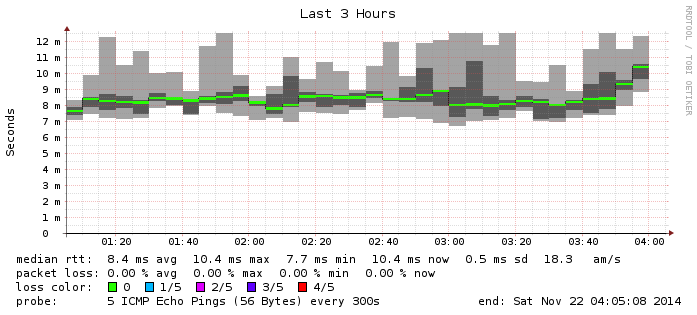 Last 3 Hours
RRDTOOL / TOBI OETIKER
Seconds
12 m
11 m
10 m
9 m
8 m
7 m
6 m
5 m
4 m
3 m
2 m
1 m
0
01:20 01:40 02:00 02:20 02:40 03:00 03:20 03:40 04:00
median rtt: 8.4 ms avg 10.4 ms max 7.7 ms min 10.4 ms now 0.5 ms sd 18.3 am/s
packet loss: 0.00 % avg 0.00 % max 0.00 % min 0.00 % now
loss color: 0 1/5 2/5 3/5 4/5
probe: 5 ICMP Echo Pings (56 Bytes) every 300s end: Sat Nov 22 04:05:08 2014